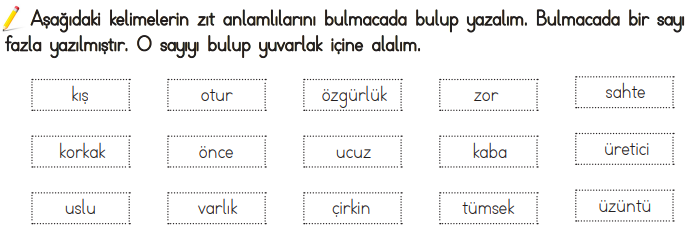 Aşağıdaki kelimelerin zıt anlamlılarını bulmacada bulup yazalım. Bulmacada bir sayı
fazla yazılmıştır. O sayıyı bulup yuvarlak içine alalım.
kış otur özgürlük zor sahte
korkak önce ucuz kaba üretici
uslu varlık çirkin tümsek üzüntü